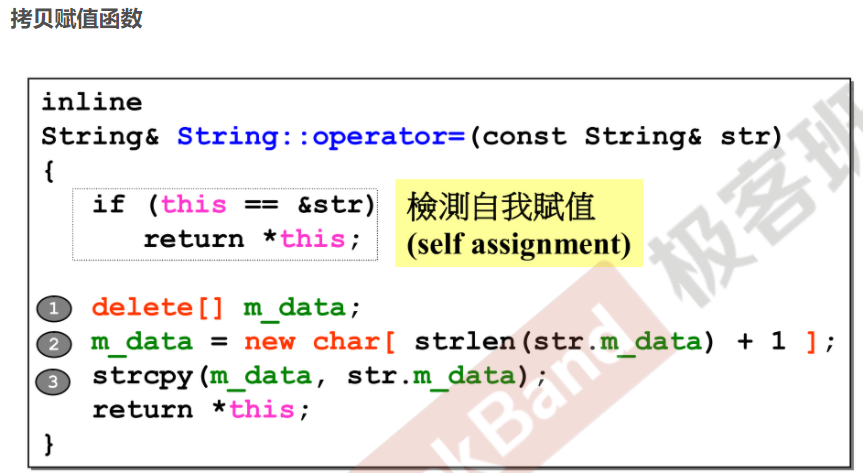 拷贝赋值函数
inline
String& String::operator=(const String& str)
{
if (this == &str)
return *this;
檢測自我賦值
(self assignment)
1 delete[] m_data;
2 m_data = new char[ strlen(str.m_data) + 1 ];
3 strcpy(m_data, str.m_data);
return *this;
}
极客班
kBand